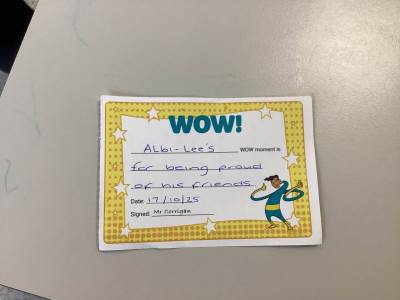 WOW!
Albi-Lee's WOW moment is
for being proud
of his friends
Date: 17/10/25
Signed: Mr Corrigan